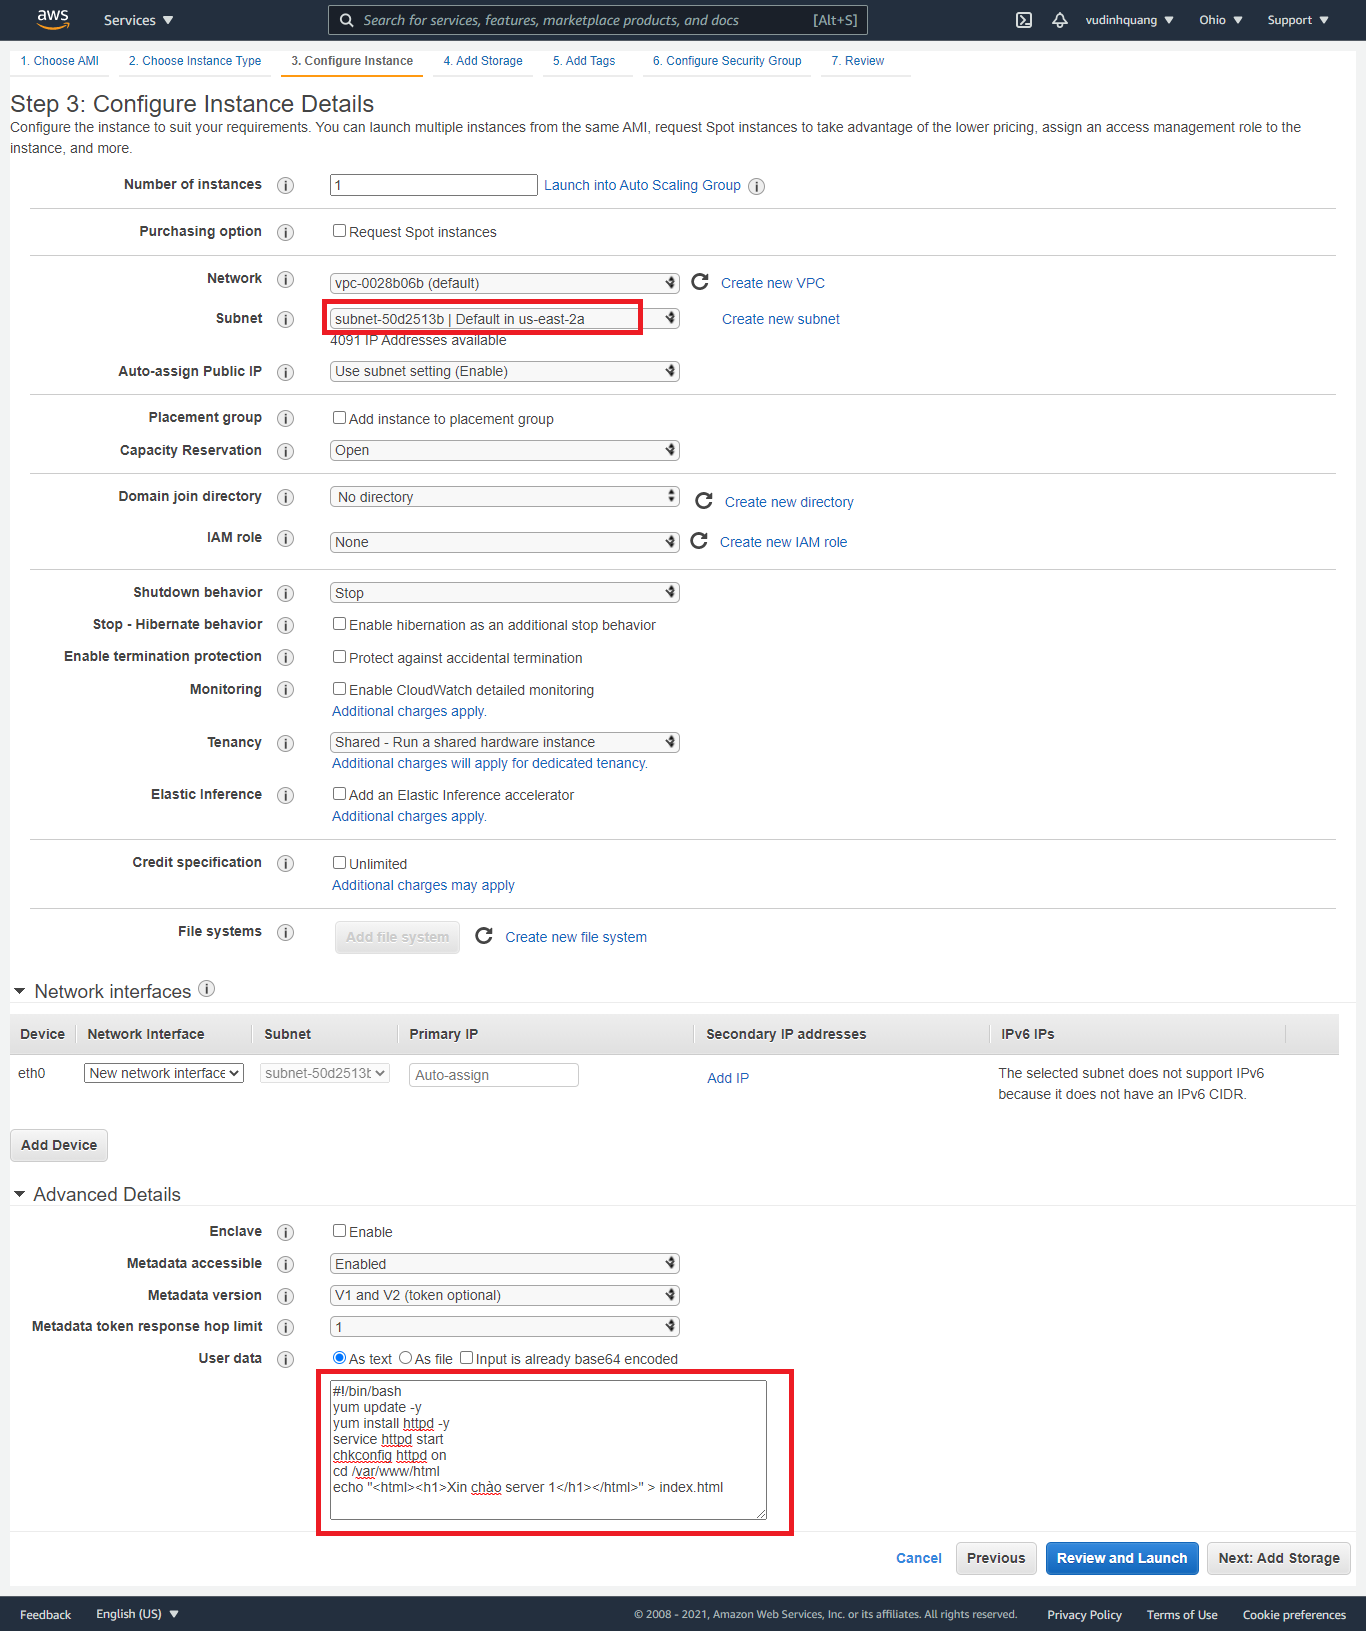 aws
Services
Search for services, features, marketplace products, and docs [Alt+S]
vudinhquang
Ohio
Support
1. Choose AMI
2. Choose Instance Type
3. Configure Instance
4. Add Storage
5. Add Tags
6. Configure Security Group
7. Review
Step 3: Configure Instance Details
Configure the instance to suit your requirements. You can launch multiple instances from the same AMI, request Spot instances to take advantage of the lower pricing, assign an access management role to the
instance, and more.
Number of instances i 1 Launch into Auto Scaling Group i
Purchasing option i Request Spot instances
Network i vpc-0028b06b (default) Create new VPC
Subnet i subnet-50d2513b | Default in us-east-2a Create new subnet
4091 IP Addresses available
Auto-assign Public IP i Use subnet setting (Enable)
Placement group i Add instance to placement group
Capacity Reservation i Open
Domain join directory i No directory Create new directory
IAM role i None Create new IAM role
Shutdown behavior i Stop
Stop - Hibernate behavior i Enable hibernation as an additional stop behavior
Enable termination protection i Protect against accidental termination
Monitoring i Enable CloudWatch detailed monitoring
Additional charges apply.
Tenancy i Shared - Run a shared hardware instance
Additional charges will apply for dedicated tenancy.
Elastic Inference i Add an Elastic Inference accelerator
Additional charges apply.
Credit specification i Unlimited
Additional charges may apply
File systems i Add file system Create new file system
Network interfaces i
Device Network Interface Subnet Primary IP Secondary IP addresses IPv6 IPs
eth0 New network interface subnet-50d2513b Auto-assign Add IP The selected subnet does not support IPv6
because it does not have an IPv6 CIDR.
Add Device
Advanced Details
Enclave i Enable
Metadata accessible i Enabled
Metadata version i V1 and V2 (token optional)
Metadata token response hop limit i 1
User data i As text As file Input is already base64 encoded
#!/bin/bash
yum update -y
yum install httpd -y
service httpd start
chkconfig httpd on
cd /var/www/html
echo "<html><h1>Xin chào server 1</h1></html>" > index.html
Cancel Previous Review and Launch Next: Add Storage
Feedback English (US) © 2008 - 2021, Amazon Web Services, Inc. or its affiliates. All rights reserved. Privacy Policy Terms of Use Cookie preferences